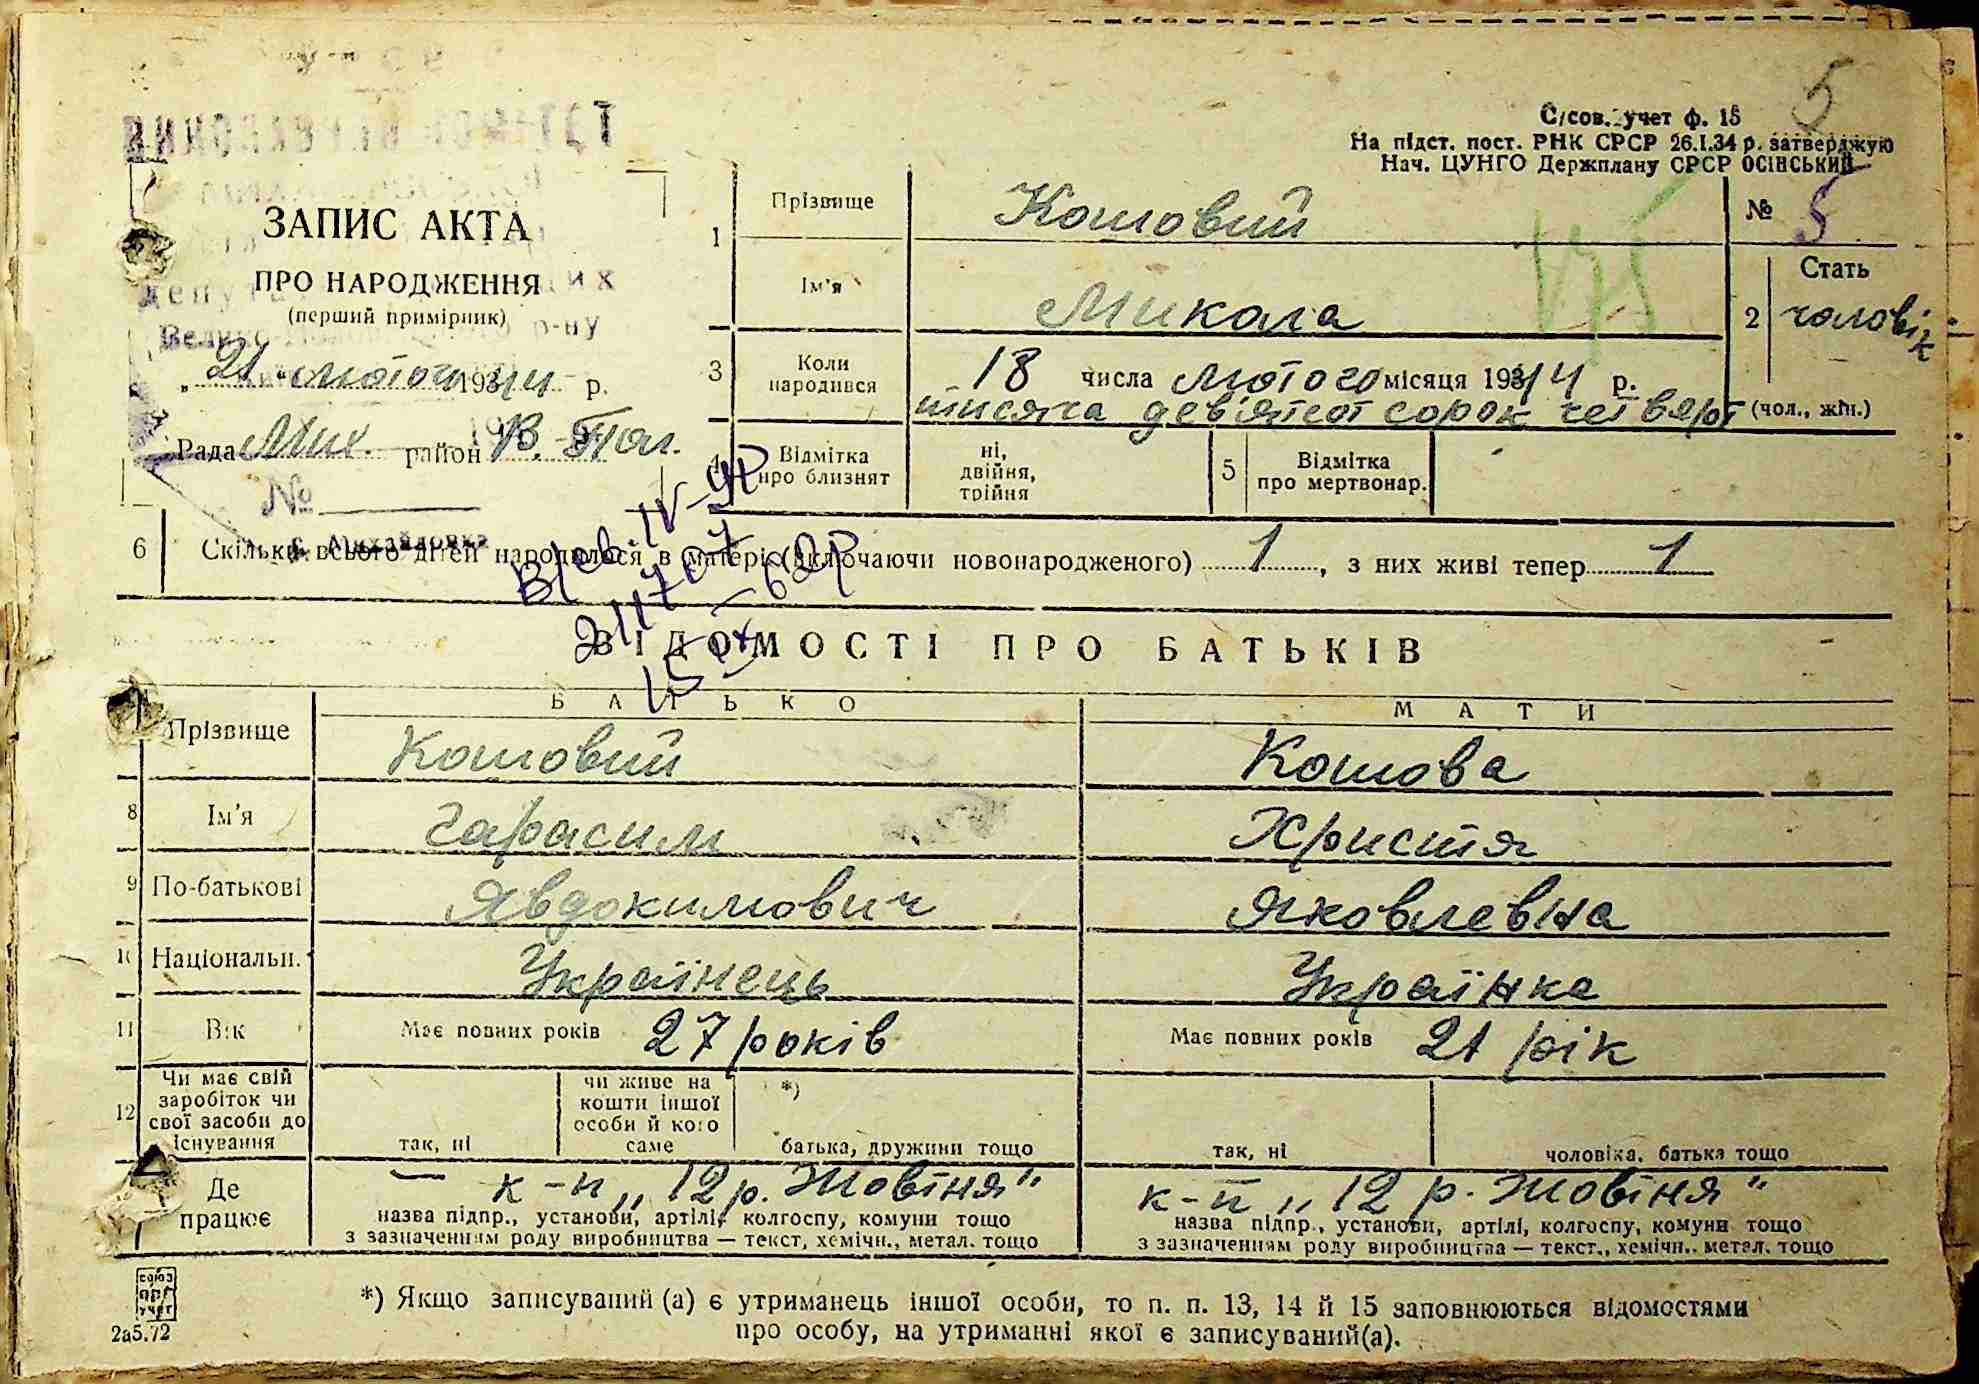 5
С/сов. учет ф. 15
На підст. пост. РНК СРСР 26.I.34 р. затверджую
Нач. ЦУНГО Держплану СРСР ОСІНСЬКИЙ
ЗАПИС АКТА
ПРО НАРОДЖЕННЯ
(перший примірник)
„21“ лютого 1944 р.
Рада Мих. район В. Пол.
№
с. Михайловка
1 Прізвище Кошовий
№ 5
175
Ім'я Микола
2 Стать чоловік
(чол., жін.)
3 Коли народився 18 числа лютого місяця 1944 р.
тисяча девятсот сорок четверт
4 Відмітка про близнят ні, двійня, трійня
5 Відмітка про мертвонар.
6 Скільки всього дітей народилося в матері (включаючи новонародженого) 1, з них живі тепер 1
ВІДОМОСТІ ПРО БАТЬКІВ
БАТЬКО МАТИ
Прізвище Кошовий Кошова
8 Ім'я Гарасим Христя
9 По-батькові Явдокимович Яковлевна
10 Національн. Українець Українка
11 Вік Має повних років 27 років Має повних років 21 рік
12 Чи має свій заробіток чи свої засоби до існування так, ні чи живе на кошти іншої особи й кого саме *) батька, дружини тощо так, ні чоловіка, батька тощо
Де працює — к-п „12 р. Жовтня“ к-п „12 р. Жовтня“
назва підпр., установи, артілі, колгоспу, комуни тощо назва підпр., установи, артілі, колгоспу, комуни тощо
з зазначенням роду виробництва — текст, хемічн., метал. тощо з зазначенням роду виробництва — текст., хемічн., метал. тощо
*) Якщо записуваний (а) є утриманець іншої особи, то п. п. 13, 14 й 15 заповнюються відомостями
про особу, на утриманні якої є записуваний(а).
союз
учет
2а5.72